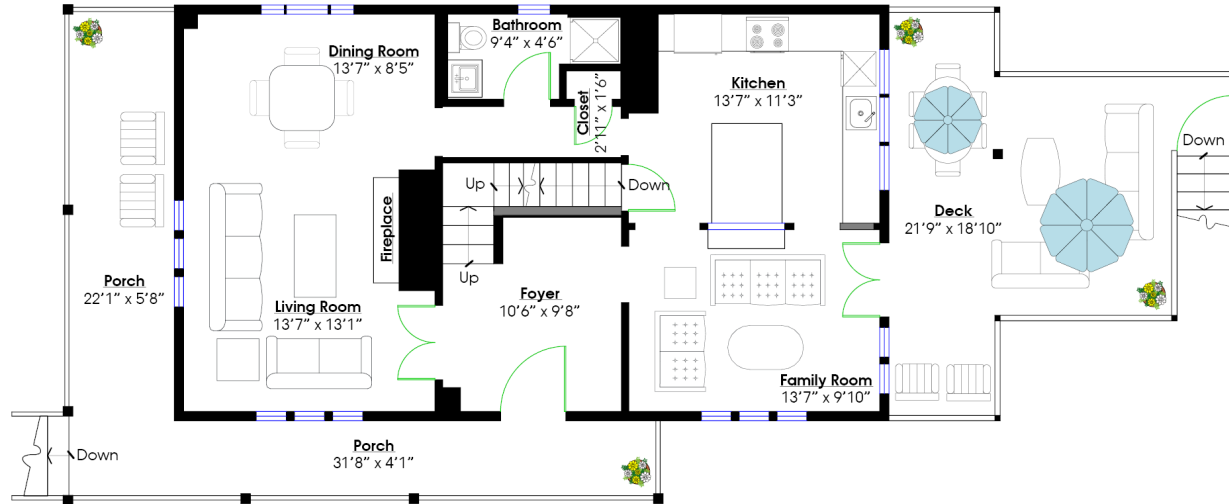 Bathroom
9'4" x 4'6"
Dining Room
13'7" x 8'5"
Closet
2'11" x 1'6"
Kitchen
13'7" x 11'3"
Down
Up
Down
Deck
21'9" x 18'10"
Fireplace
Up
Porch
22'1" x 5'8"
Foyer
10'6" x 9'8"
Living Room
13'7" x 13'1"
Family Room
13'7" x 9'10"
Down
Porch
31'8" x 4'1"